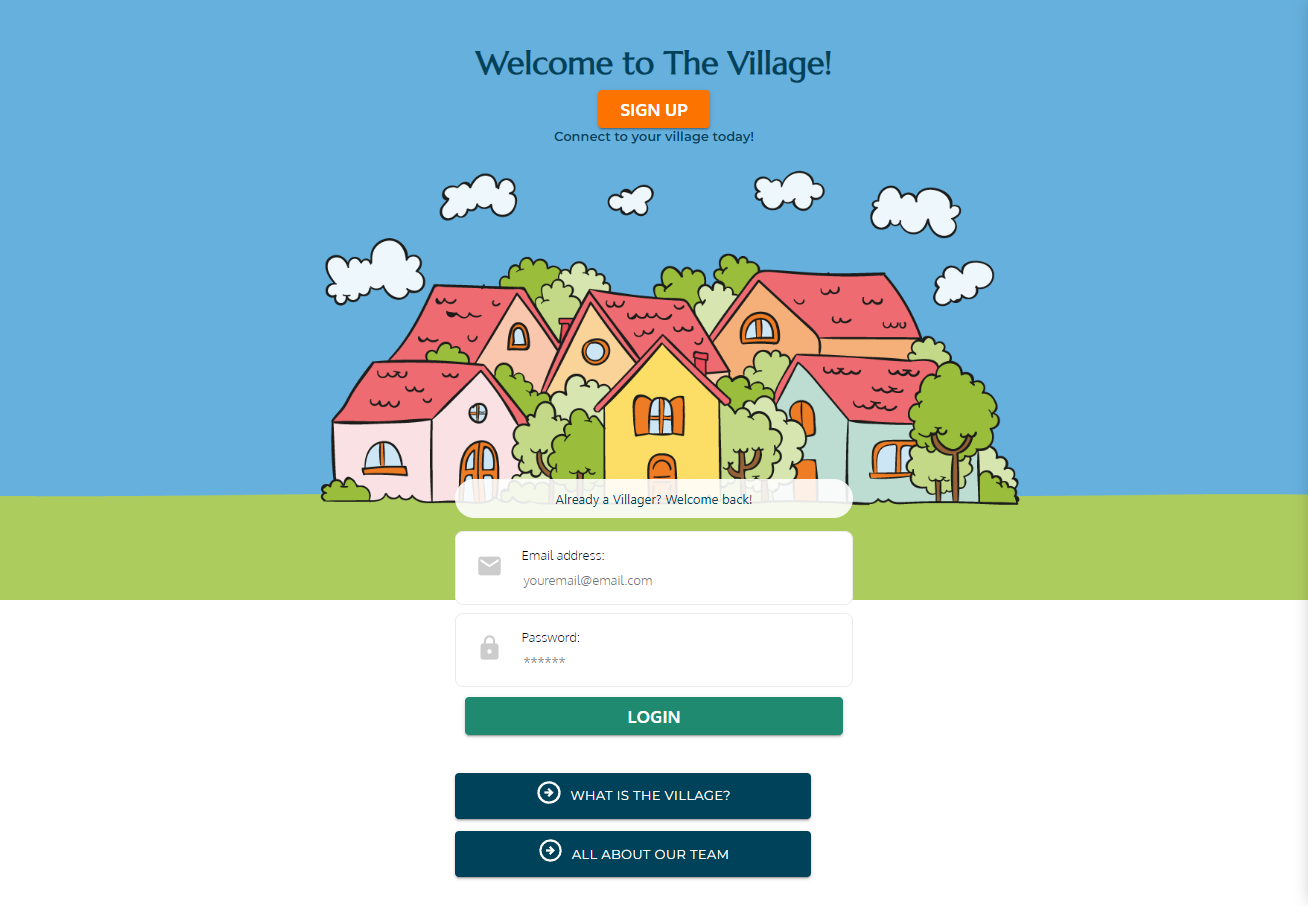 Welcome to The Village!
SIGN UP
Connect to your village today!
Already a Villager? Welcome back!
Email address:
youremail@email.com
Password:
******
LOGIN
WHAT IS THE VILLAGE?
ALL ABOUT OUR TEAM